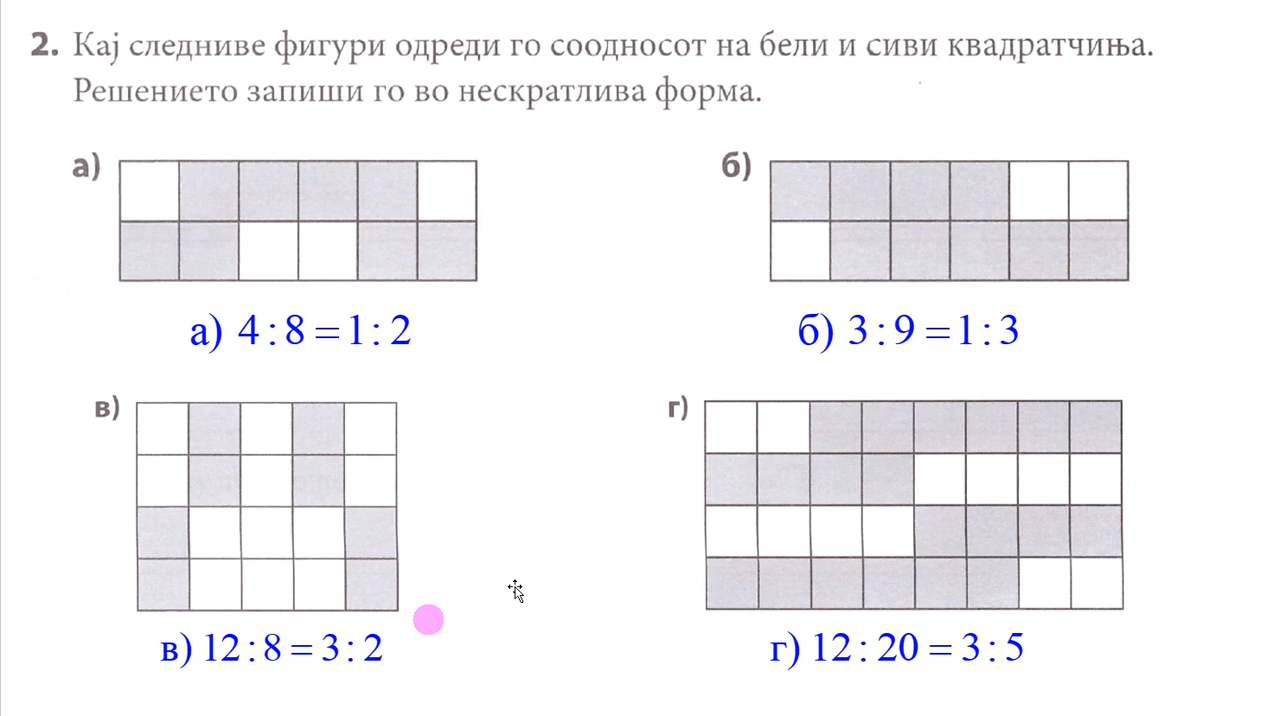 2. Кај следниве фигури одреди го соодносот на бели и сиви квадратчиња.
Решението запиши го во нескратлива форма.
а)
б)
а) 4 : 8 = 1 : 2
б) 3 : 9 = 1 : 3
в)
г)
в) 12 : 8 = 3 : 2
г) 12 : 20 = 3 : 5